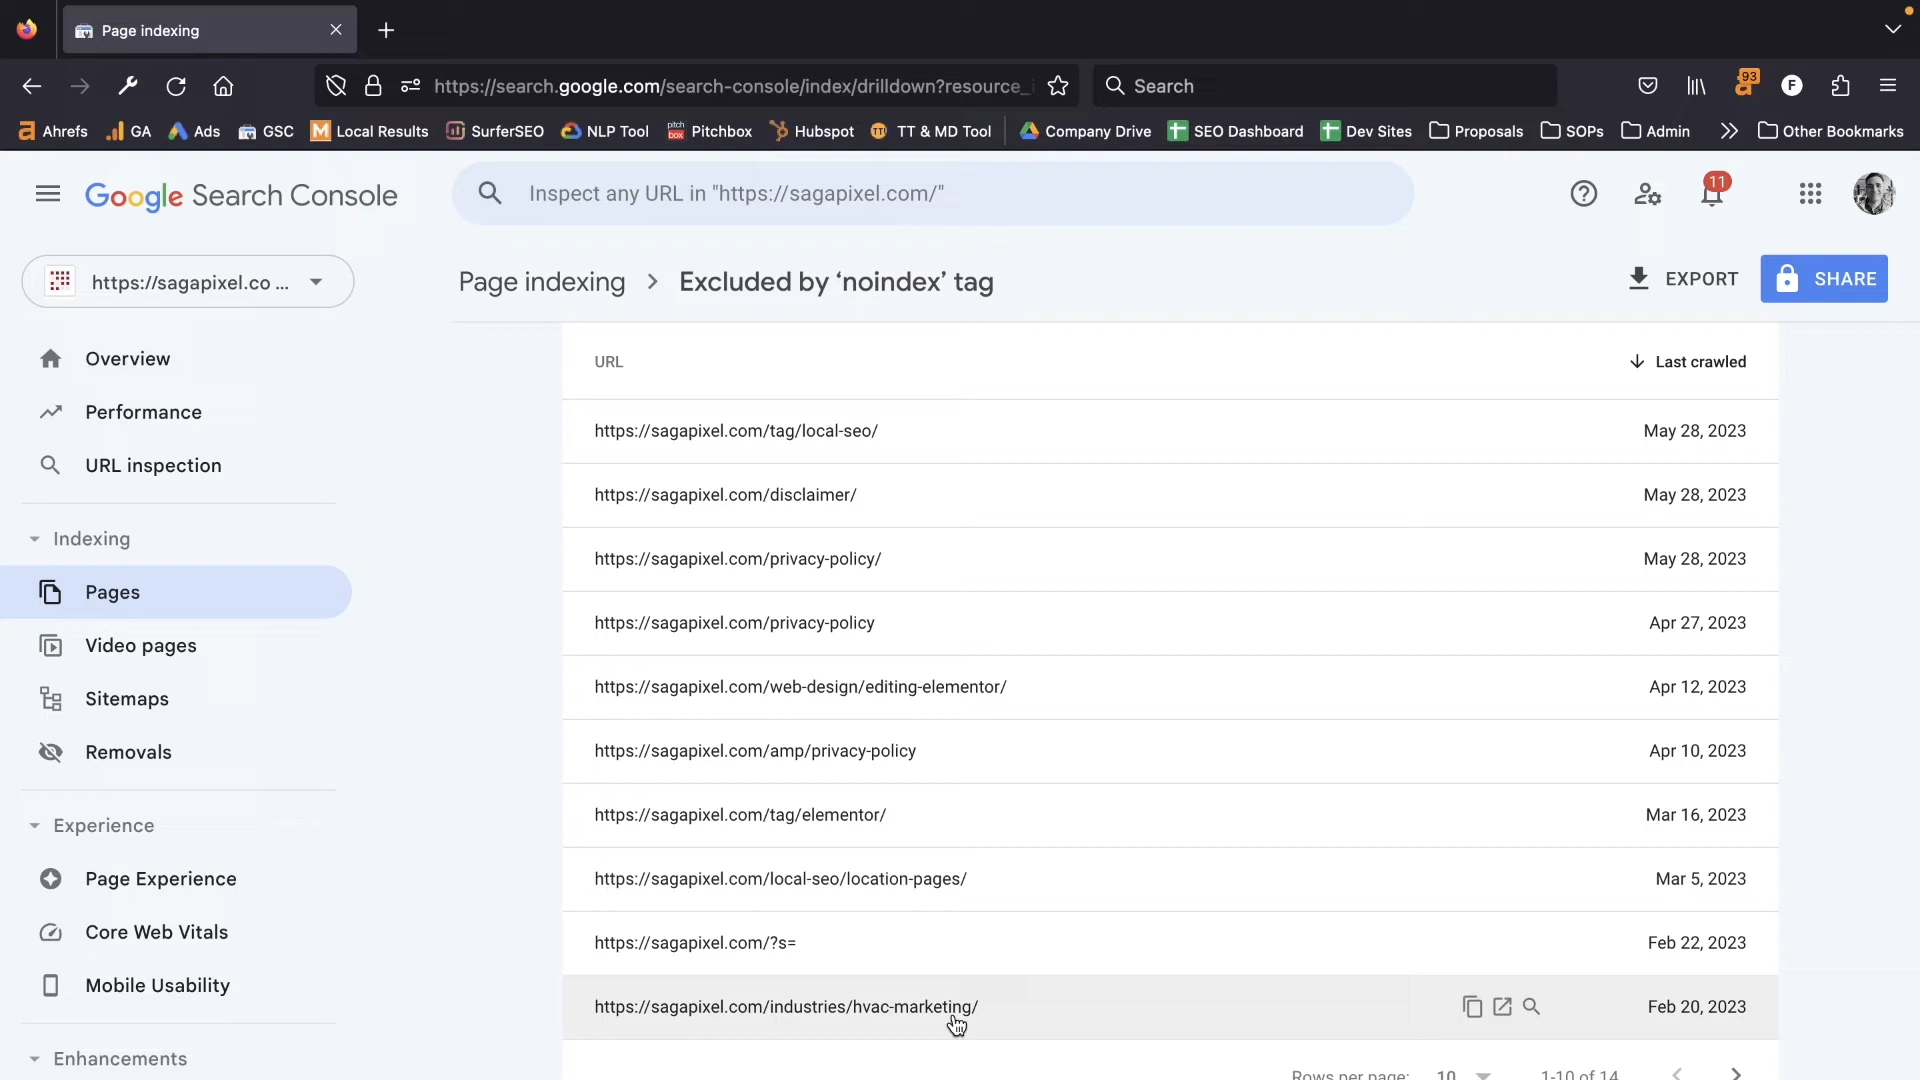 Page indexing
https://search.google.com/search-console/index/drilldown?resource_i
Search
93
F
Ahrefs GA Ads GSC M Local Results SurferSEO NLP Tool pitch box Pitchbox Hubspot TT TT & MD Tool Company Drive SEO Dashboard Dev Sites Proposals SOPs Admin Other Bookmarks
Google Search Console
Inspect any URL in "https://sagapixel.com/"
11
https://sagapixel.co ...
Page indexing > Excluded by ‘noindex’ tag
EXPORT
SHARE
Overview
Performance
URL inspection
Indexing
Pages
Video pages
Sitemaps
Removals
Experience
Page Experience
Core Web Vitals
Mobile Usability
Enhancements
URL Last crawled
https://sagapixel.com/tag/local-seo/ May 28, 2023
https://sagapixel.com/disclaimer/ May 28, 2023
https://sagapixel.com/privacy-policy/ May 28, 2023
https://sagapixel.com/privacy-policy Apr 27, 2023
https://sagapixel.com/web-design/editing-elementor/ Apr 12, 2023
https://sagapixel.com/amp/privacy-policy Apr 10, 2023
https://sagapixel.com/tag/elementor/ Mar 16, 2023
https://sagapixel.com/local-seo/location-pages/ Mar 5, 2023
https://sagapixel.com/?s= Feb 22, 2023
https://sagapixel.com/industries/hvac-marketing/ Feb 20, 2023
Rows per page: 10 1-10 of 14